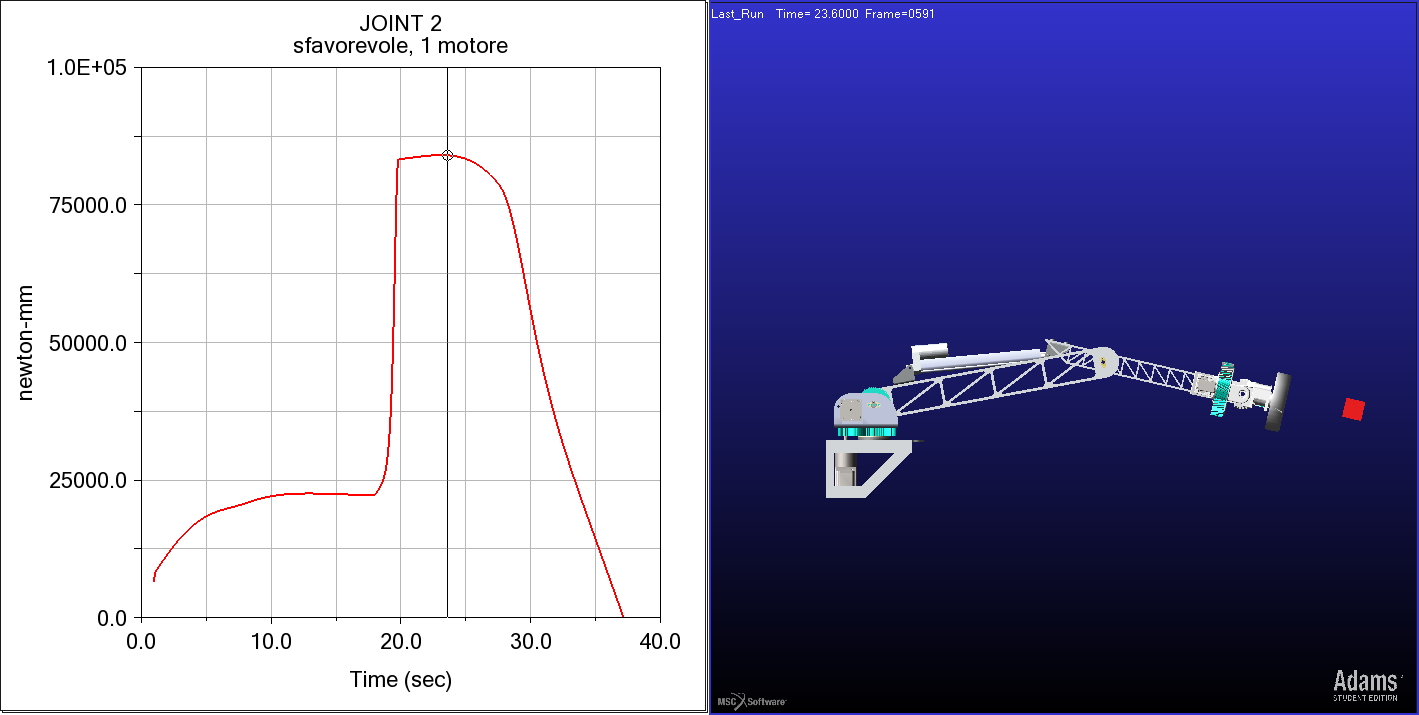 JOINT 2
sfavorevole, 1 motore
1.0E+05
75000.0
50000.0
25000.0
0.0
newton-mm
0.0 10.0 20.0 30.0 40.0
Time (sec)
Last_Run Time= 23.6000 Frame=0591
MSC Software
Adams
STUDENT EDITION